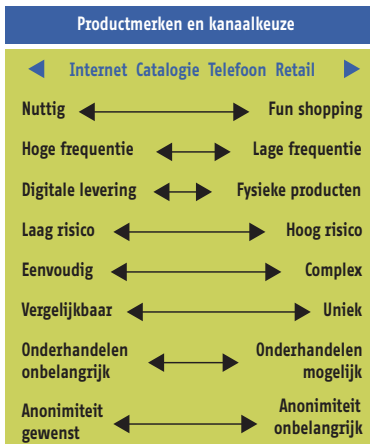 Productmerken en kanaalkeuze
Internet Catalogie Telefoon Retail
Nuttig Fun shopping
Hoge frequentie Lage frequentie
Digitale levering Fysieke producten
Laag risico Hoog risico
Eenvoudig Complex
Vergelijkbaar Uniek
Onderhandelen onbelangrijk Onderhandelen mogelijk
Anonimiteit gewenst Anonimiteit onbelangrijk